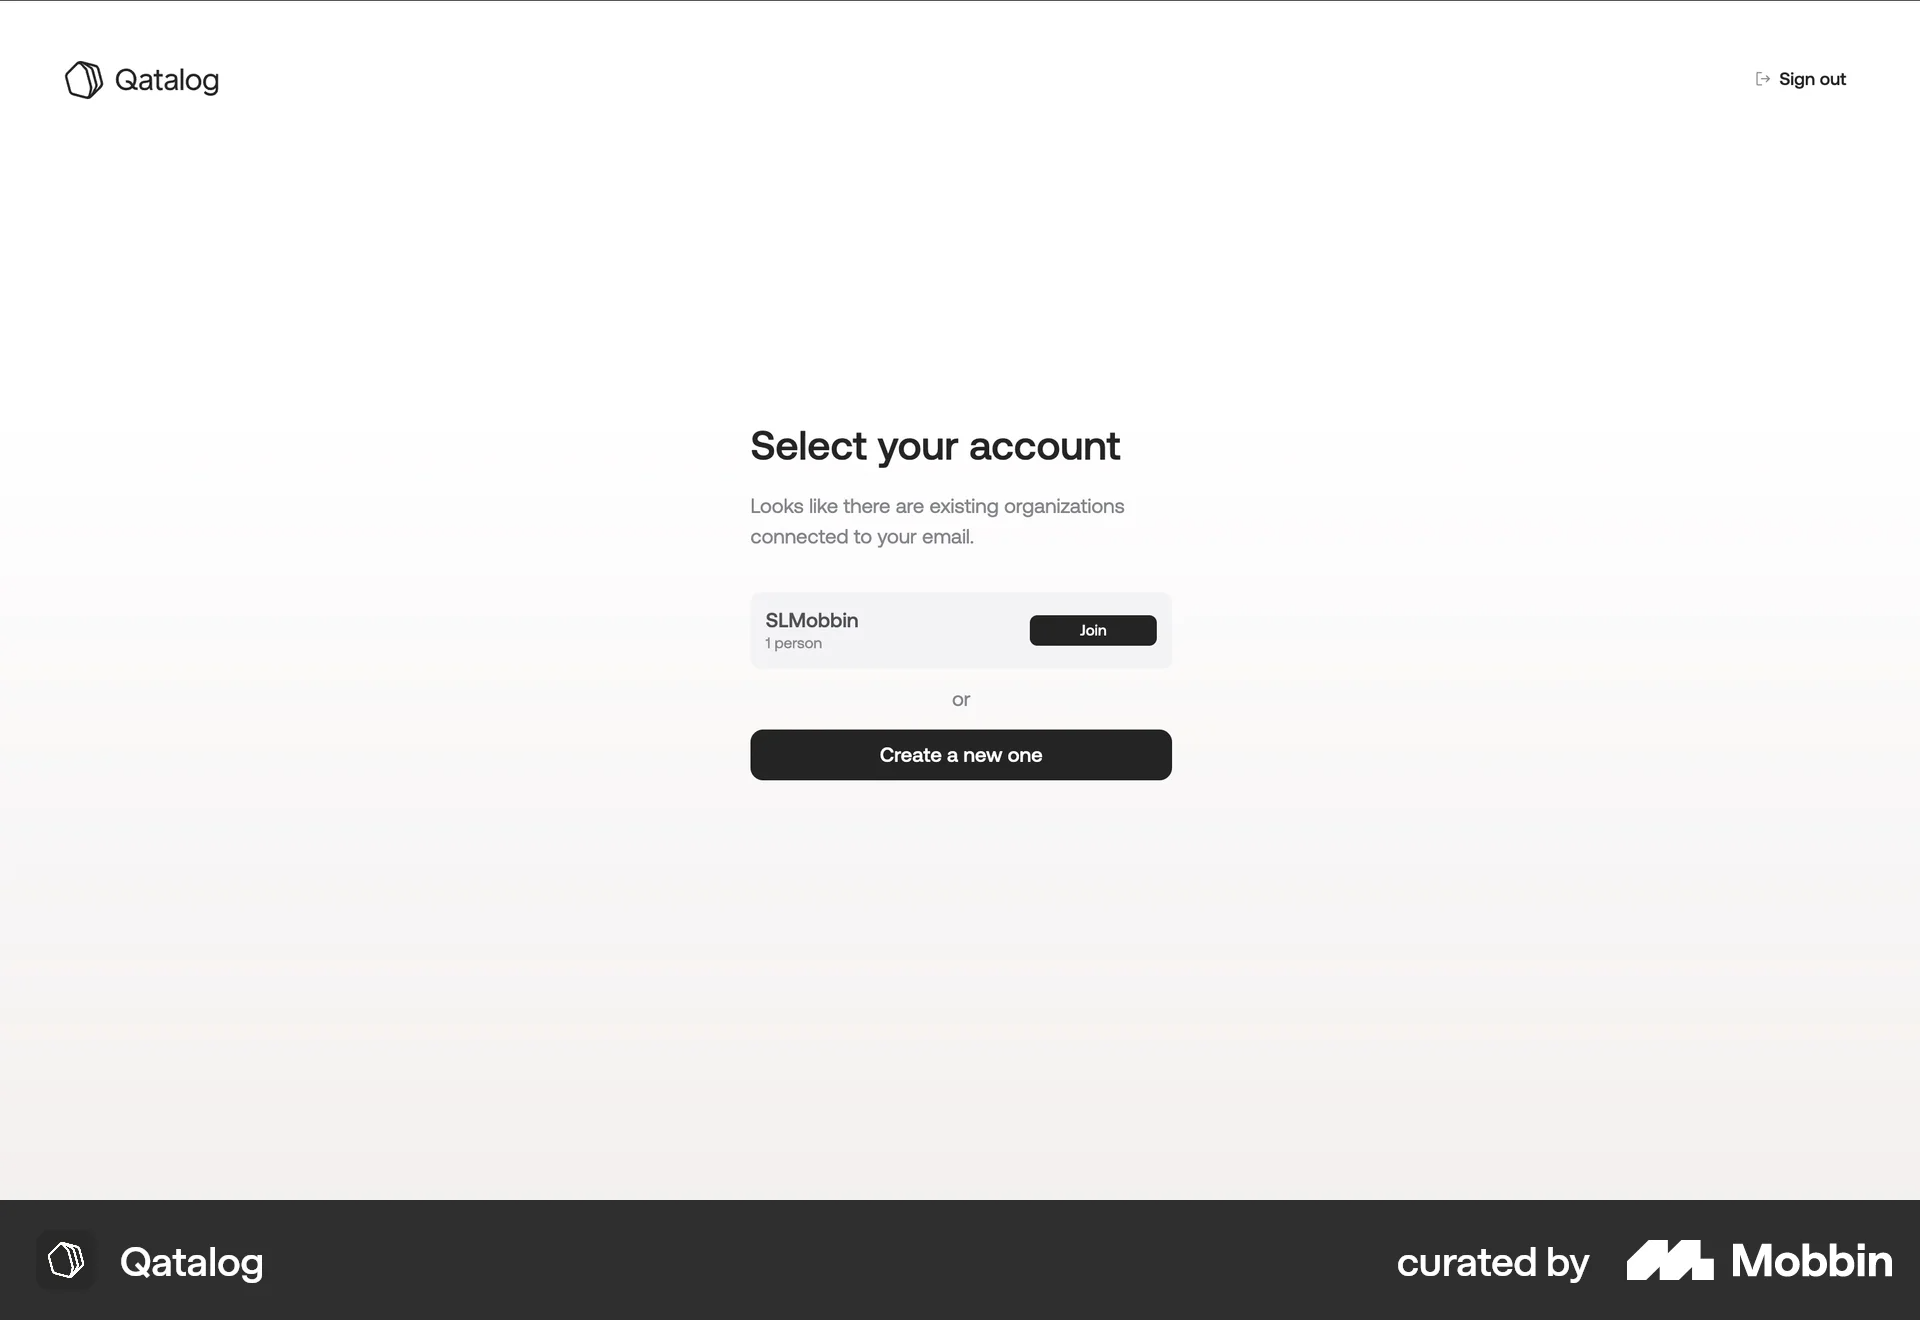 Qatalog
Sign out
Select your account
Looks like there are existing organizations
connected to your email.
SLMobbin
1 person
Join
or
Create a new one
Qatalog
curated by
Mobbin